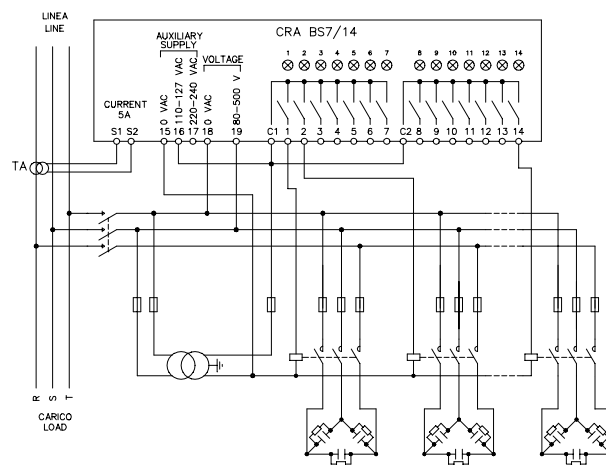 LINEA
LINE
CRA BS7/14
AUXILIARY
SUPPLY
VOLTAGE
0 VAC
110-127 VAC
220-240 VAC
0 VAC
80-500 V
1 2 3 4 5 6 7
8 9 10 11 12 13 14
CURRENT
5A
S1 S2 15 16 17 18 19 C1 1 2 3 4 5 6 7 C2 8 9 10 11 12 13 14
TA
R S T
CARICO
LOAD